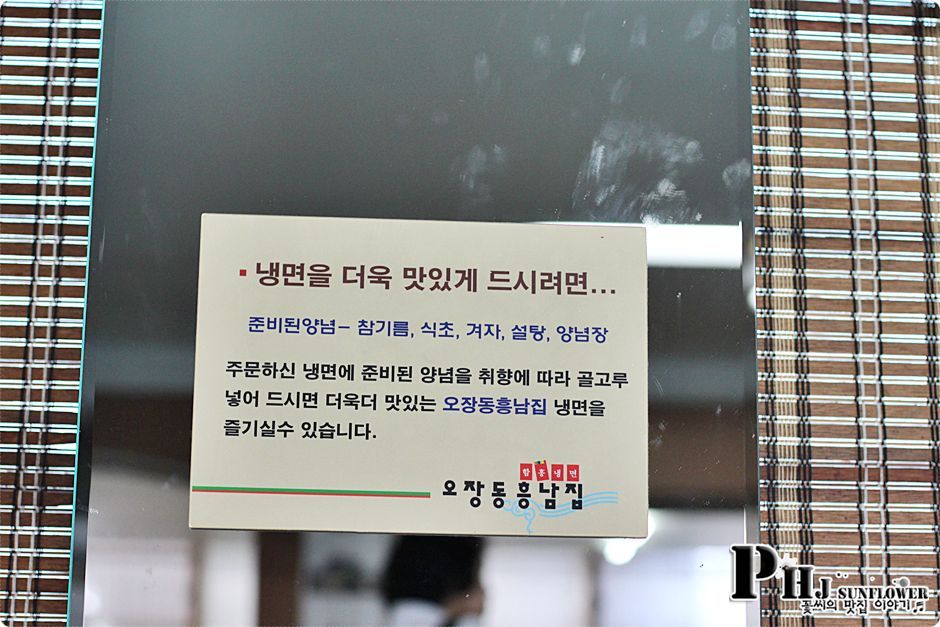 ▪ 냉면을 더욱 맛있게 드시려면...
준비된양념- 참기름, 식초, 겨자, 설탕, 양념장
주문하신 냉면에 준비된 양념을 취향에 따라 골고루
넣어 드시면 더욱더 맛있는 오장동흥남집 냉면을
즐기실수 있습니다.
함흥냉면
오장동흥남집
PHJ SUNFLOWER
꽃씨의 맛집 이야기♬